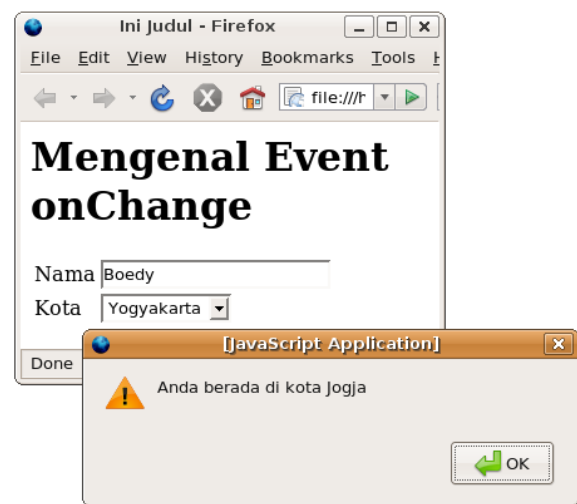 Ini Judul - Firefox
File Edit View History Bookmarks Tools H
file:///h
Mengenal Event
onChange
Nama Boedy
Kota Yogyakarta
Done
[JavaScript Application]
Anda berada di kota Jogja
OK